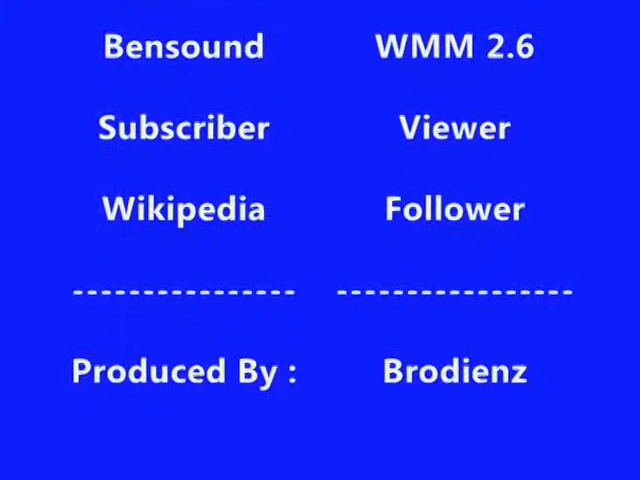 Bensound WMM 2.6
Subscriber Viewer
Wikipedia Follower
---------------- -----------------
Produced By : Brodienz